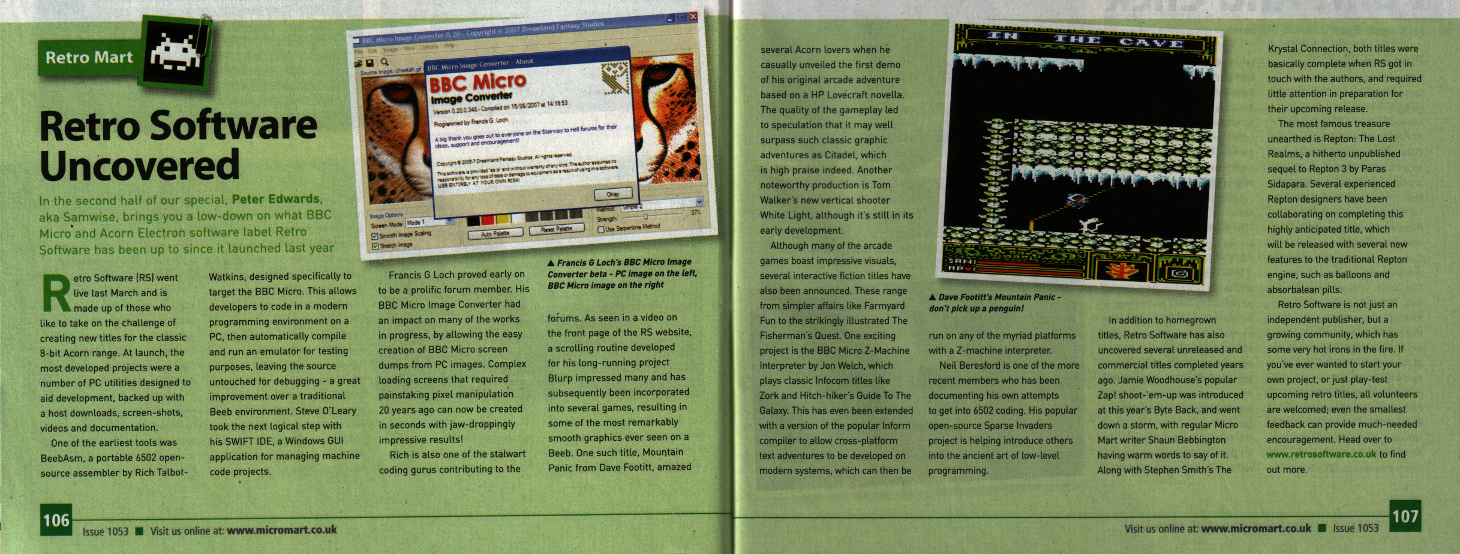 Retro Mart
Retro Software
Uncovered
In the second half of our special, Peter Edwards,
aka Samwise, brings you a low-down on what BBC
Micro and Acorn Electron software label Retro
Software has been up to since it launched last year
BBC Micro Image Converter 0.20 - Copyright © 2007 Dreamland Fantasy Studios
File Edit Image View Options Help
Source Image: cheetah.gif
BBC Micro Image Converter - About
BBC Micro
Image Converter
Version 0.20.0.346 - Compiled on 15/06/2007 at 14:19:53
Programmed by Francis G. Loch
A big thank you goes out to everyone on the Stairway to Hell forums for their
ideas, support and encouragement!
Copyright © 2006-7 Dreamland Fantasy Studios. All rights reserved.
This software is provided "as is" and without warranty of any kind. The author assumes no
responsibility for any loss of data or damage to equipment as a result of using this software.
USE ENTIRELY AT YOUR OWN RISK!
Okay
Image Options
Screen Mode: Mode 1
Smooth Image Scaling
Stretch Image
Auto Palette
Reset Palette
Method:
Strength: 37%
Use Serpentine Method
▲ Francis G Loch's BBC Micro Image
Converter beta - PC image on the left,
BBC Micro image on the right
Retro Software (RS) went
live last March and is
made up of those who
like to take on the challenge of
creating new titles for the classic
8-bit Acorn range. At launch, the
most developed projects were a
number of PC utilities designed to
aid development, backed up with
a host downloads, screen-shots,
videos and documentation.
One of the earliest tools was
BeebAsm, a portable 6502 open-
source assembler by Rich Talbot-
Watkins, designed specifically to
target the BBC Micro. This allows
developers to code in a modern
programming environment on a
PC, then automatically compile
and run an emulator for testing
purposes, leaving the source
untouched for debugging - a great
improvement over a traditional
Beeb environment. Steve O'Leary
took the next logical step with
his SWIFT IDE, a Windows GUI
application for managing machine
code projects.
Francis G Loch proved early on
to be a prolific forum member. His
BBC Micro Image Converter had
an impact on many of the works
in progress, by allowing the easy
creation of BBC Micro screen
dumps from PC images. Complex
loading screens that required
painstaking pixel manipulation
20 years ago can now be created
in seconds with jaw-droppingly
impressive results!
Rich is also one of the stalwart
coding gurus contributing to the
forums. As seen in a video on
the front page of the RS website,
a scrolling routine developed
for his long-running project
Blurp impressed many and has
subsequently been incorporated
into several games, resulting in
some of the most remarkably
smooth graphics ever seen on a
Beeb. One such title, Mountain
Panic from Dave Footitt, amazed
106
Issue 1053 ■ Visit us online at: www.micromart.co.uk
several Acorn lovers when he
casually unveiled the first demo
of his original arcade adventure
based on a HP Lovecraft novella.
The quality of the gameplay led
to speculation that it may well
surpass such classic graphic
adventures as Citadel, which
is high praise indeed. Another
noteworthy production is Tom
Walker's new vertical shooter
White Light, although it's still in its
early development.
Although many of the arcade
games boast impressive visuals,
several interactive fiction titles have
also been announced. These range
from simpler affairs like Farmyard
Fun to the strikingly illustrated The
Fisherman's Quest. One exciting
project is the BBC Micro Z-Machine
Interpreter by Jon Welch, which
plays classic Infocom titles like
Zork and Hitch-hiker's Guide To The
Galaxy. This has even been extended
with a version of the popular Inform
compiler to allow cross-platform
text adventures to be developed on
modern systems, which can then be
IN THE CAVE
▲ Dave Footitt's Mountain Panic -
don't pick up a penguin!
run on any of the myriad platforms
with a Z-machine interpreter.
Neil Beresford is one of the more
recent members who has been
documenting his own attempts
to get into 6502 coding. His popular
open-source Sparse Invaders
project is helping introduce others
into the ancient art of low-level
programming.
In addition to homegrown
titles, Retro Software has also
uncovered several unreleased and
commercial titles completed years
ago. Jamie Woodhouse's popular
Zap! shoot-'em-up was introduced
at this year's Byte Back, and went
down a storm, with regular Micro
Mart writer Shaun Bebbington
having warm words to say of it.
Along with Stephen Smith's The
Krystal Connection, both titles were
basically complete when RS got in
touch with the authors, and required
little attention in preparation for
their upcoming release.
The most famous treasure
unearthed is Repton: The Lost
Realms, a hitherto unpublished
sequel to Repton 3 by Paras
Sidapara. Several experienced
Repton designers have been
collaborating on completing this
highly anticipated title, which
will be released with several new
features to the traditional Repton
engine, such as balloons and
absorbalean pills.
Retro Software is not just an
independent publisher, but a
growing community, which has
some very hot irons in the fire. If
you've ever wanted to start your
own project, or just play-test
upcoming retro titles, all volunteers
are welcomed; even the smallest
feedback can provide much-needed
encouragement. Head over to
www.retrosoftware.co.uk to find
out more.
Visit us online at: www.micromart.co.uk ■ Issue 1053
107